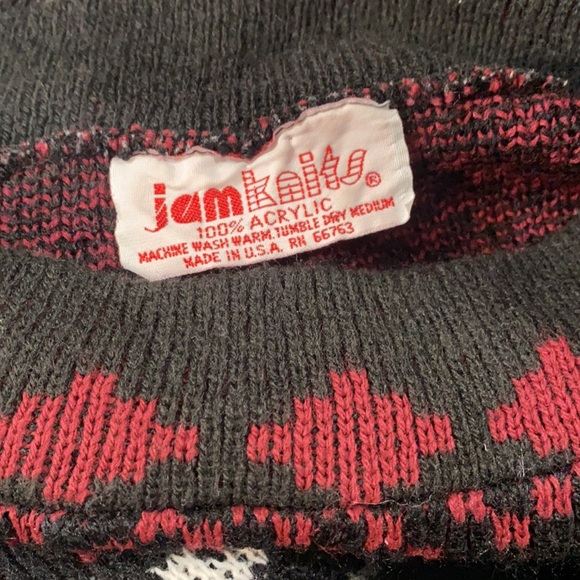 jamknits®
100% ACRYLIC
MACHINE WASH WARM. TUMBLE DRY MEDIUM
MADE IN U.S.A. RN 66763